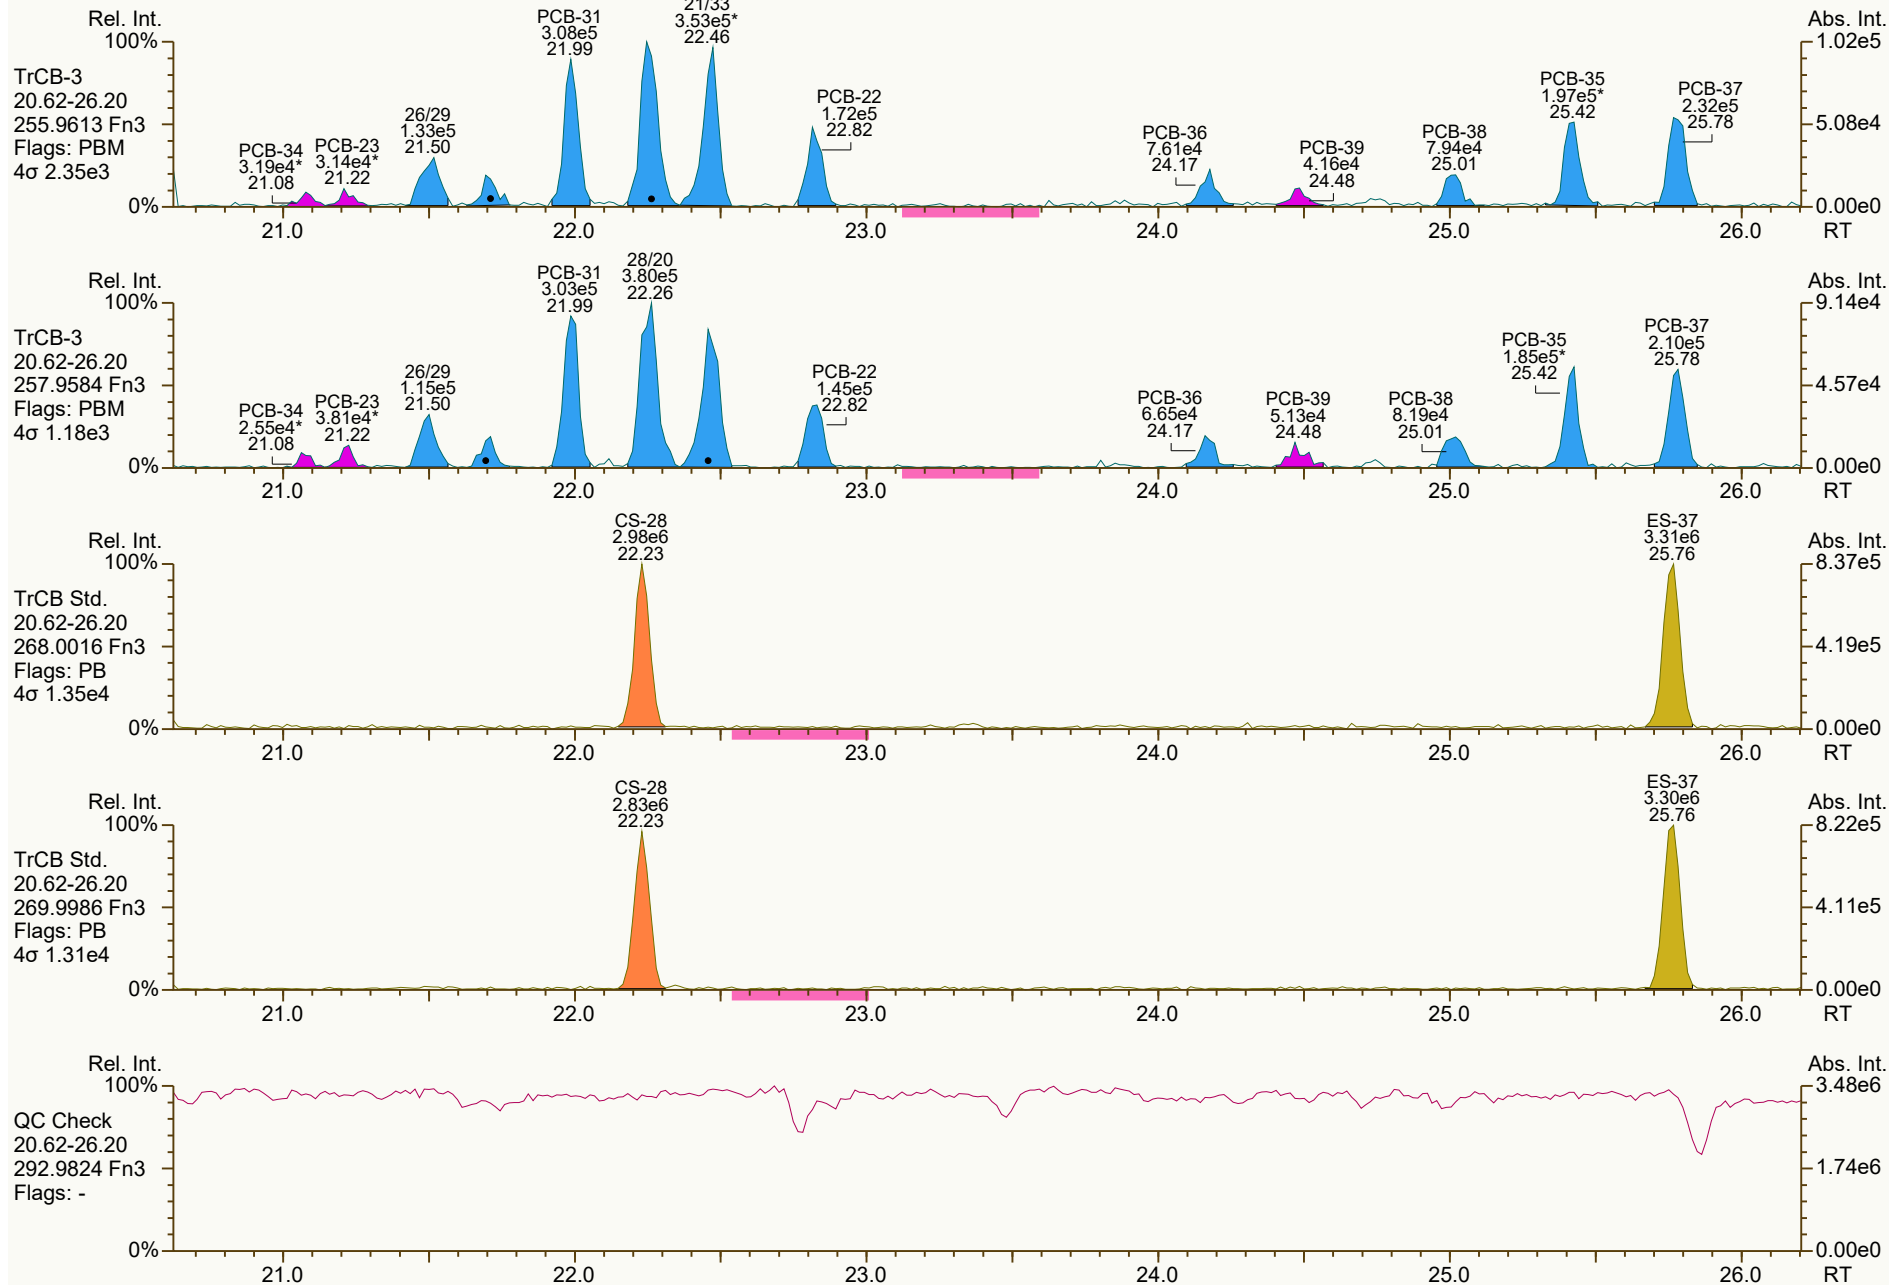 Rel. Int.
100%
0%
TrCB-3
20.62-26.20
255.9613 Fn3
Flags: PBM
4σ 2.35e3
PCB-34
3.19e4*
21.08
PCB-23
3.14e4*
21.22
26/29
1.33e5
21.50
PCB-31
3.08e5
21.99
21/33
3.53e5*
22.46
PCB-22
1.72e5
22.82
PCB-36
7.61e4
24.17
PCB-39
4.16e4
24.48
PCB-38
7.94e4
25.01
PCB-35
1.97e5*
25.42
PCB-37
2.32e5
25.78
Abs. Int.
1.02e5
5.08e4
0.00e0
21.0 22.0 23.0 24.0 25.0 26.0 RT
Rel. Int.
100%
0%
TrCB-3
20.62-26.20
257.9584 Fn3
Flags: PBM
4σ 1.18e3
PCB-34
2.55e4*
21.08
PCB-23
3.81e4*
21.22
26/29
1.15e5
21.50
PCB-31
3.03e5
21.99
28/20
3.80e5
22.26
PCB-22
1.45e5
22.82
PCB-36
6.65e4
24.17
PCB-39
5.13e4
24.48
PCB-38
8.19e4
25.01
PCB-35
1.85e5*
25.42
PCB-37
2.10e5
25.78
Abs. Int.
9.14e4
4.57e4
0.00e0
21.0 22.0 23.0 24.0 25.0 26.0 RT
Rel. Int.
100%
0%
TrCB Std.
20.62-26.20
268.0016 Fn3
Flags: PB
4σ 1.35e4
CS-28
2.98e6
22.23
ES-37
3.31e6
25.76
Abs. Int.
8.37e5
4.19e5
0.00e0
21.0 22.0 23.0 24.0 25.0 26.0 RT
Rel. Int.
100%
0%
TrCB Std.
20.62-26.20
269.9986 Fn3
Flags: PB
4σ 1.31e4
CS-28
2.83e6
22.23
ES-37
3.30e6
25.76
Abs. Int.
8.22e5
4.11e5
0.00e0
21.0 22.0 23.0 24.0 25.0 26.0 RT
Rel. Int.
100%
0%
QC Check
20.62-26.20
292.9824 Fn3
Flags: -
Abs. Int.
3.48e6
1.74e6
0.00e0
21.0 22.0 23.0 24.0 25.0 26.0 RT